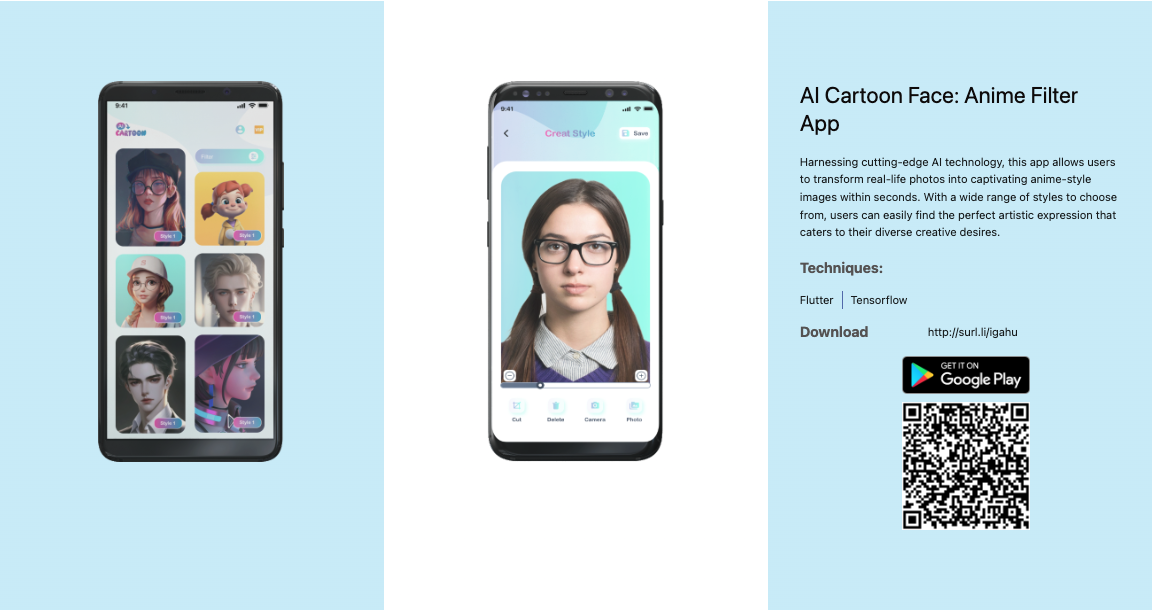 9:41
AI
CARTOON
VIP
Filter
Style 1
Style 1
Style 1
Style 1
Style 1
Style 1
9:41
Creat Style
Save
Cut
Delete
Camera
Photo
AI Cartoon Face: Anime Filter
App
Harnessing cutting-edge AI technology, this app allows users
to transform real-life photos into captivating anime-style
images within seconds. With a wide range of styles to choose
from, users can easily find the perfect artistic expression that
caters to their diverse creative desires.
Techniques:
Flutter
Tensorflow
Download
http://surl.li/igahu
GET IT ON
Google Play